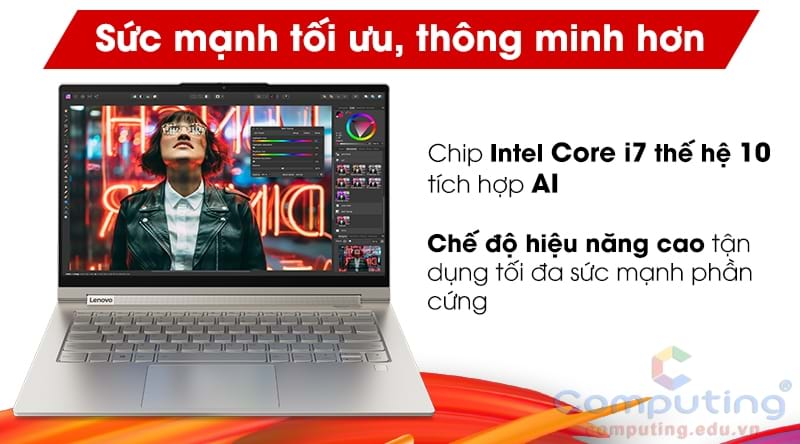 Sức mạnh tối ưu, thông minh hơn
Chip Intel Core i7 thế hệ 10
tích hợp AI
Chế độ hiệu năng cao tận
dụng tối đa sức mạnh phần
cứng
Lenovo
Computing®
computing.edu.vn